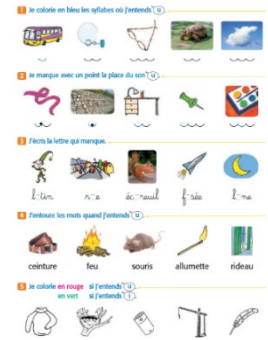 1 Je colorie en bleu les syllabes où j'entends u .
2 Je marque avec un point la place du son u .
3 J'écris la lettre qui manque.
l_tin r_e éc_reuil f_sée l_ne
4 J'entoure les mots quand j'entends u .
ceinture feu souris allumette rideau
5 Je colorie en rouge si j'entends u .
en vert si j'entends i .